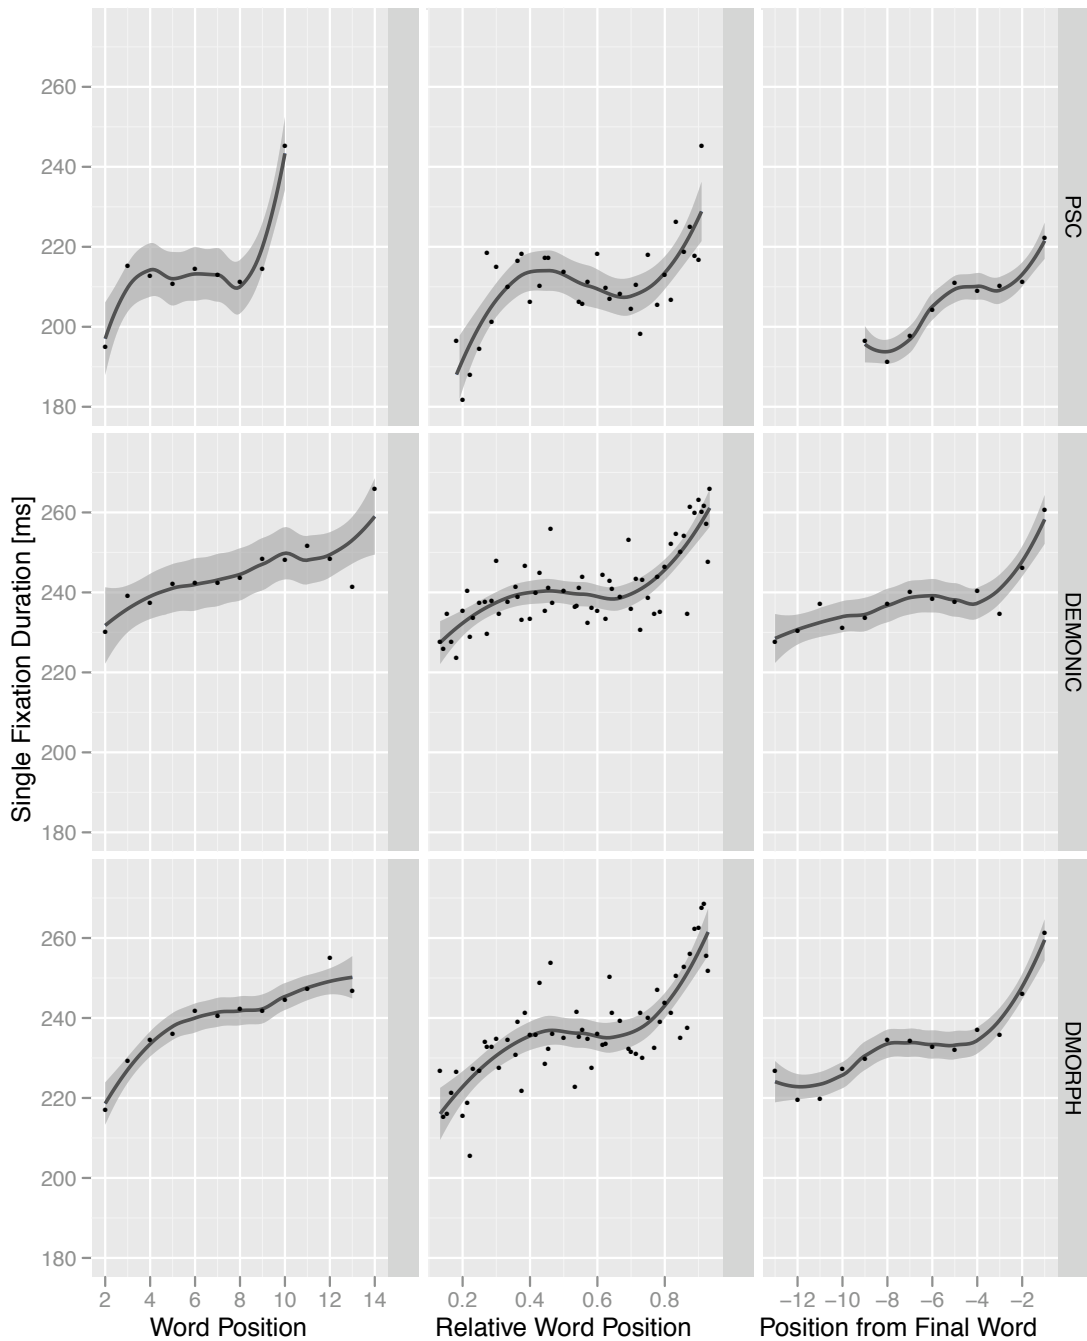 260
240
220
200
180
PSC
260
240
220
200
180
DEMONIC
260
240
220
200
180
DMORPH
Single Fixation Duration [ms]
2 4 6 8 10 12 14
0.2 0.4 0.6 0.8
−12 −10 −8 −6 −4 −2
Word Position
Relative Word Position
Position from Final Word